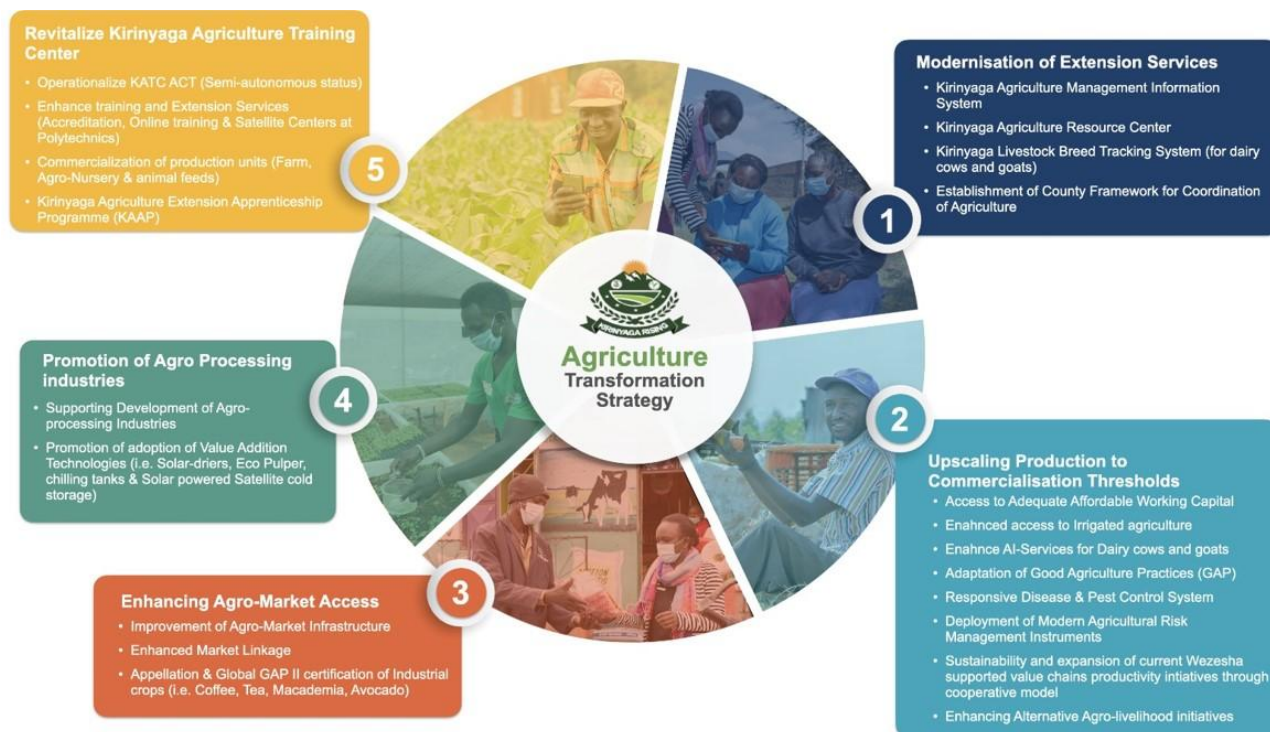 Revitalize Kirinyaga Agriculture Training
Center
• Operationalize KATC ACT (Semi-autonomous status)
• Enhance training and Extension Services
(Accreditation, Online training & Satellite Centers at
Polytechnics)
• Commercialization of production units (Farm,
Agro-Nursery & animal feeds)
• Kirinyaga Agriculture Extension Apprenticeship
Programme (KAAP)
5
Modernisation of Extension Services
• Kirinyaga Agriculture Management Information
System
• Kirinyaga Agriculture Resource Center
• Kirinyaga Livestock Breed Tracking System (for dairy
cows and goats)
• Establishment of County Framework for Coordination
of Agriculture
1
KIRINYAGA RISING
Agriculture
Transformation
Strategy
Promotion of Agro Processing
industries
• Supporting Development of Agro-
processing Industries
• Promotion of adoption of Value Addition
Technologies (i.e. Solar-driers, Eco Pulper,
chilling tanks & Solar powered Satellite cold
storage)
4
2
Upscaling Production to
Commercialisation Thresholds
• Access to Adequate Affordable Working Capital
• Enahnced access to Irrigated agriculture
• Enahnce AI-Services for Dairy cows and goats
• Adaptation of Good Agriculture Practices (GAP)
• Responsive Disease & Pest Control System
• Deployment of Modern Agricultural Risk
Management Instruments
• Sustainability and expansion of current Wezesha
supported value chains productivity intiatives through
cooperative model
• Enhancing Alternative Agro-livelihood initiatives
3
Enhancing Agro-Market Access
• Improvement of Agro-Market Infrastructure
• Enhanced Market Linkage
• Appellation & Global GAP II certification of Industrial
crops (i.e. Coffee, Tea, Macademia, Avocado)